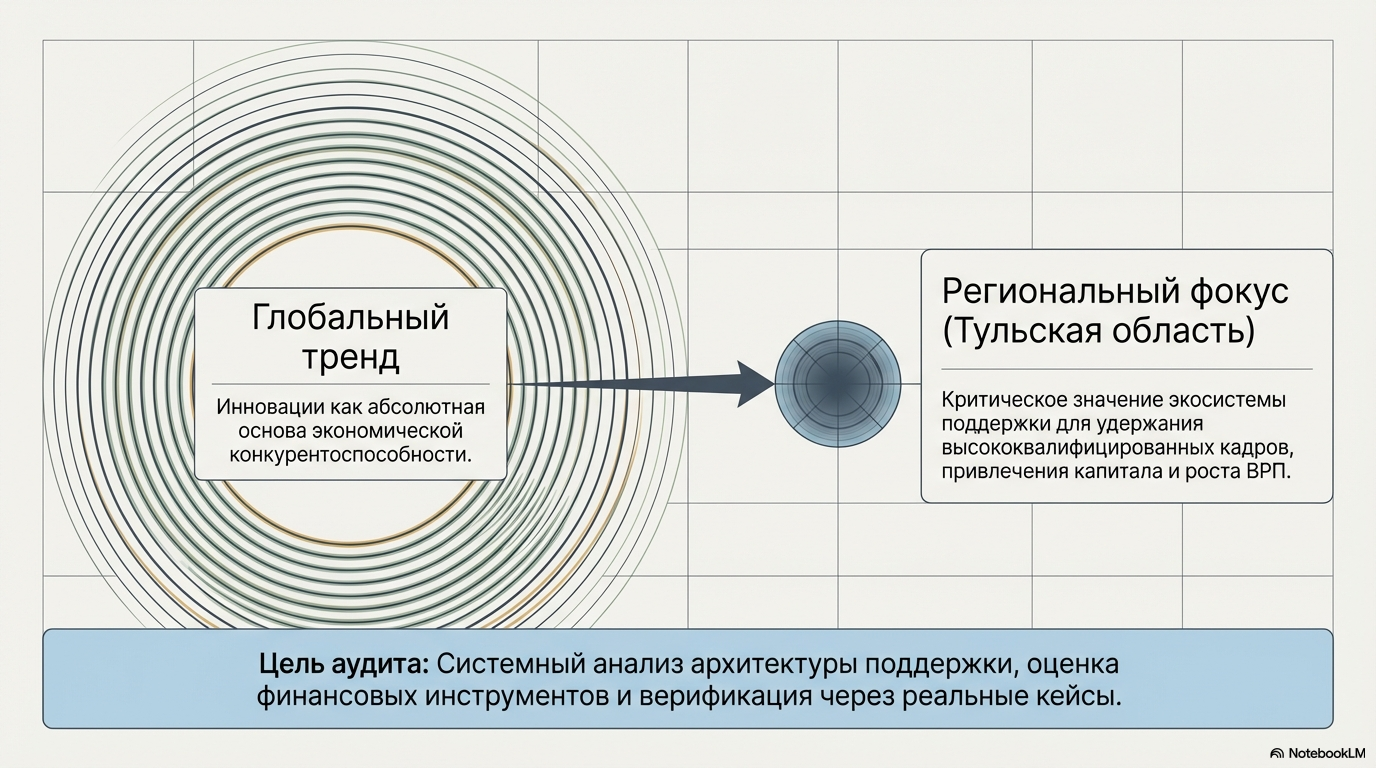 Глобальный
тренд
Инновации как абсолютная
основа экономической
конкурентоспособности.
Региональный фокус
(Тульская область)
Критическое значение экосистемы
поддержки для удержания
высококвалифицированных кадров,
привлечения капитала и роста ВРП.
Цель аудита: Системный анализ архитектуры поддержки, оценка
финансовых инструментов и верификация через реальные кейсы.
NotebookLM